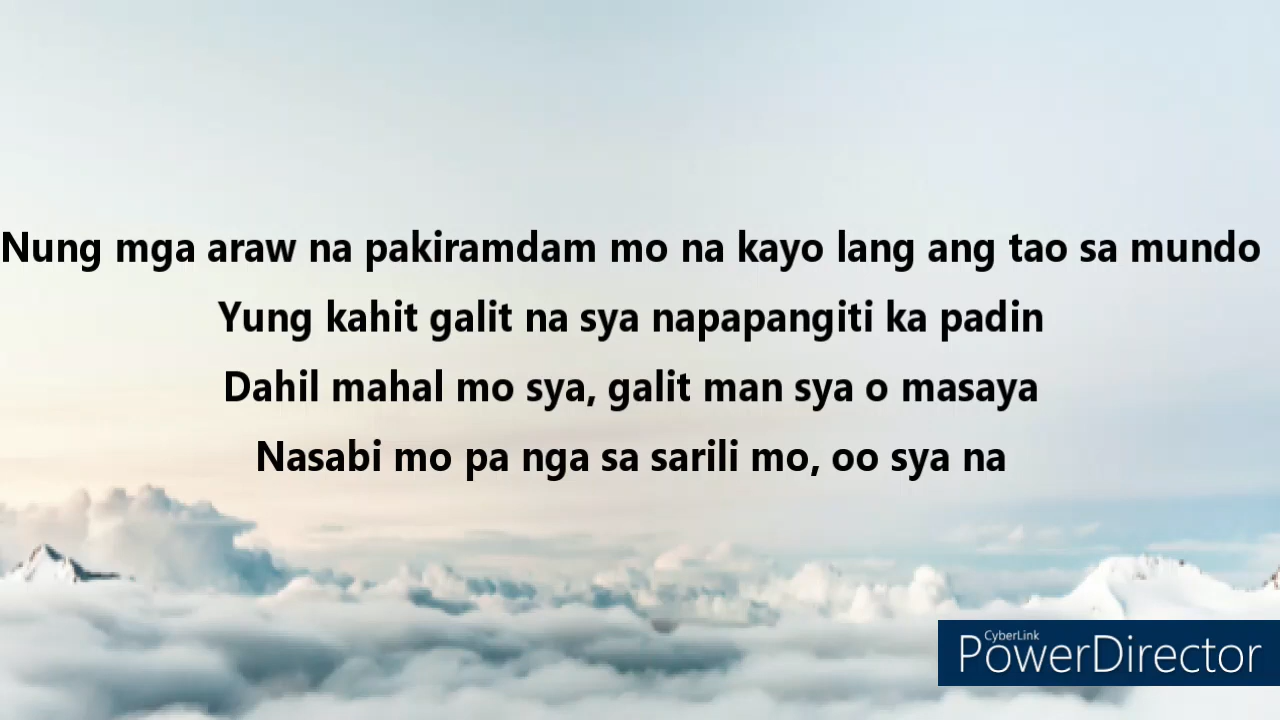 Nung mga araw na pakiramdam mo na kayo lang ang tao sa mundo
Yung kahit galit na sya napapangiti ka padin
Dahil mahal mo sya, galit man sya o masaya
Nasabi mo pa nga sa sarili mo, oo sya na
CyberLink
PowerDirector